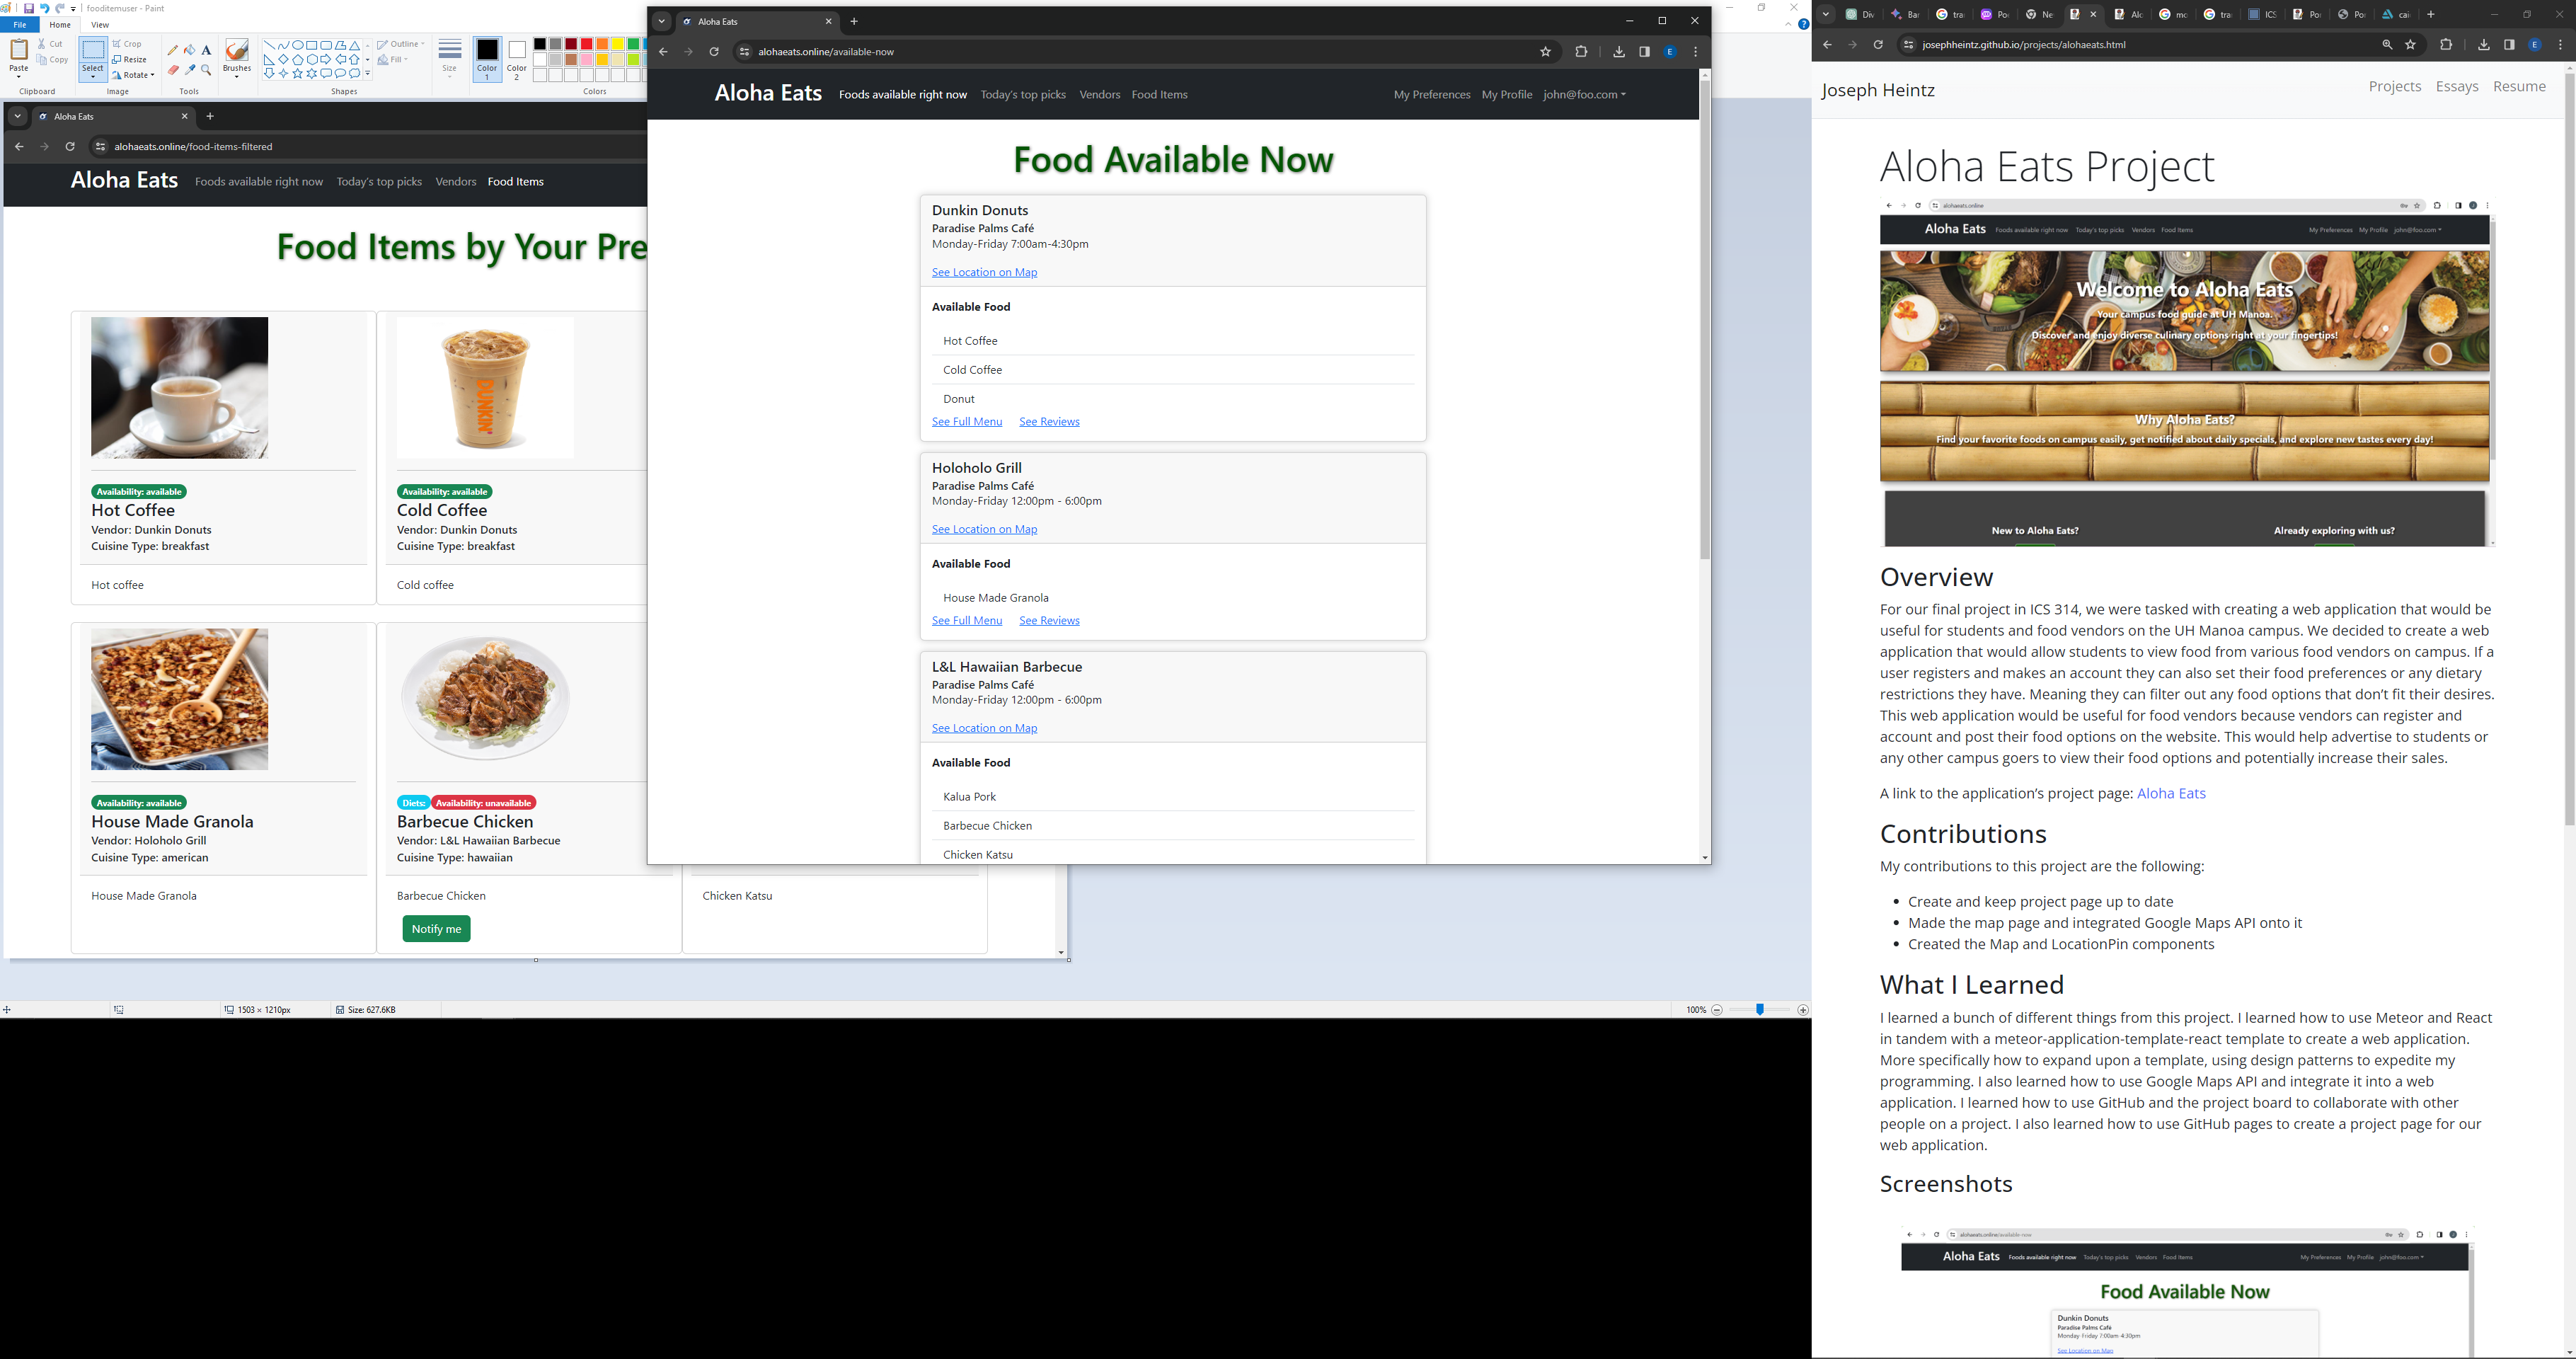 fooditemuser - Paint
File Home View
Paste
Cut
Copy
Clipboard
Select
Crop
Resize
Rotate
Image
Tools
Brushes
Shapes
Outline
Fill
Size
Color 1
Color 2
Colors
Aloha Eats
alohaeats.online/food-items-filtered
Aloha Eats Foods available right now Today's top picks Vendors Food Items
Food Items by Your Pre
Availability: available
Hot Coffee
Vendor: Dunkin Donuts
Cuisine Type: breakfast
Hot coffee
DUNKIN'
Availability: available
Cold Coffee
Vendor: Dunkin Donuts
Cuisine Type: breakfast
Cold coffee
Availability: available
House Made Granola
Vendor: Holoholo Grill
Cuisine Type: american
House Made Granola
Diets: Availability: unavailable
Barbecue Chicken
Vendor: L&L Hawaiian Barbecue
Cuisine Type: hawaiian
Barbecue Chicken
Notify me
Chicken Katsu
1503 × 1210px
Size: 627.6KB
100%
Aloha Eats
alohaeats.online/available-now
Aloha Eats Foods available right now Today's top picks Vendors Food Items My Preferences My Profile john@foo.com
Food Available Now
Dunkin Donuts
Paradise Palms Café
Monday-Friday 7:00am-4:30pm
See Location on Map
Available Food
Hot Coffee
Cold Coffee
Donut
See Full Menu See Reviews
Holoholo Grill
Paradise Palms Café
Monday-Friday 12:00pm - 6:00pm
See Location on Map
Available Food
House Made Granola
See Full Menu See Reviews
L&L Hawaiian Barbecue
Paradise Palms Café
Monday-Friday 12:00pm - 6:00pm
See Location on Map
Available Food
Kalua Pork
Barbecue Chicken
Chicken Katsu
Div Bar tra Po Ne Alo mo tra ICS Po Po cai
josephheintz.github.io/projects/alohaeats.html
Joseph Heintz Projects Essays Resume
Aloha Eats Project
alohaeats.online
Aloha Eats Foods available right now Today's top picks Vendors Food Items My Preferences My Profile john@foo.com
Welcome to Aloha Eats
Your campus food guide at UH Manoa.
Discover and enjoy diverse culinary options right at your fingertips!
Why Aloha Eats?
Find your favorite foods on campus easily, get notified about daily specials, and explore new tastes every day!
New to Aloha Eats? Already exploring with us?
Overview
For our final project in ICS 314, we were tasked with creating a web application that would be
useful for students and food vendors on the UH Manoa campus. We decided to create a web
application that would allow students to view food from various food vendors on campus. If a
user registers and makes an account they can also set their food preferences or any dietary
restrictions they have. Meaning they can filter out any food options that don't fit their desires.
This web application would be useful for food vendors because vendors can register and
account and post their food options on the website. This would help advertise to students or
any other campus goers to view their food options and potentially increase their sales.
A link to the application's project page: Aloha Eats
Contributions
My contributions to this project are the following:
• Create and keep project page up to date
• Made the map page and integrated Google Maps API onto it
• Created the Map and LocationPin components
What I Learned
I learned a bunch of different things from this project. I learned how to use Meteor and React
in tandem with a meteor-application-template-react template to create a web application.
More specifically how to expand upon a template, using design patterns to expedite my
programming. I also learned how to use Google Maps API and integrate it into a web
application. I learned how to use GitHub and the project board to collaborate with other
people on a project. I also learned how to use GitHub pages to create a project page for our
web application.
Screenshots
alohaeats.online/available-now
Aloha Eats Foods available right now Today's top picks Vendors Food Items My Preferences My Profile john@foo.com
Food Available Now
Dunkin Donuts
Paradise Palms Café
Monday-Friday 7:00am-4:30pm
See Location on Map